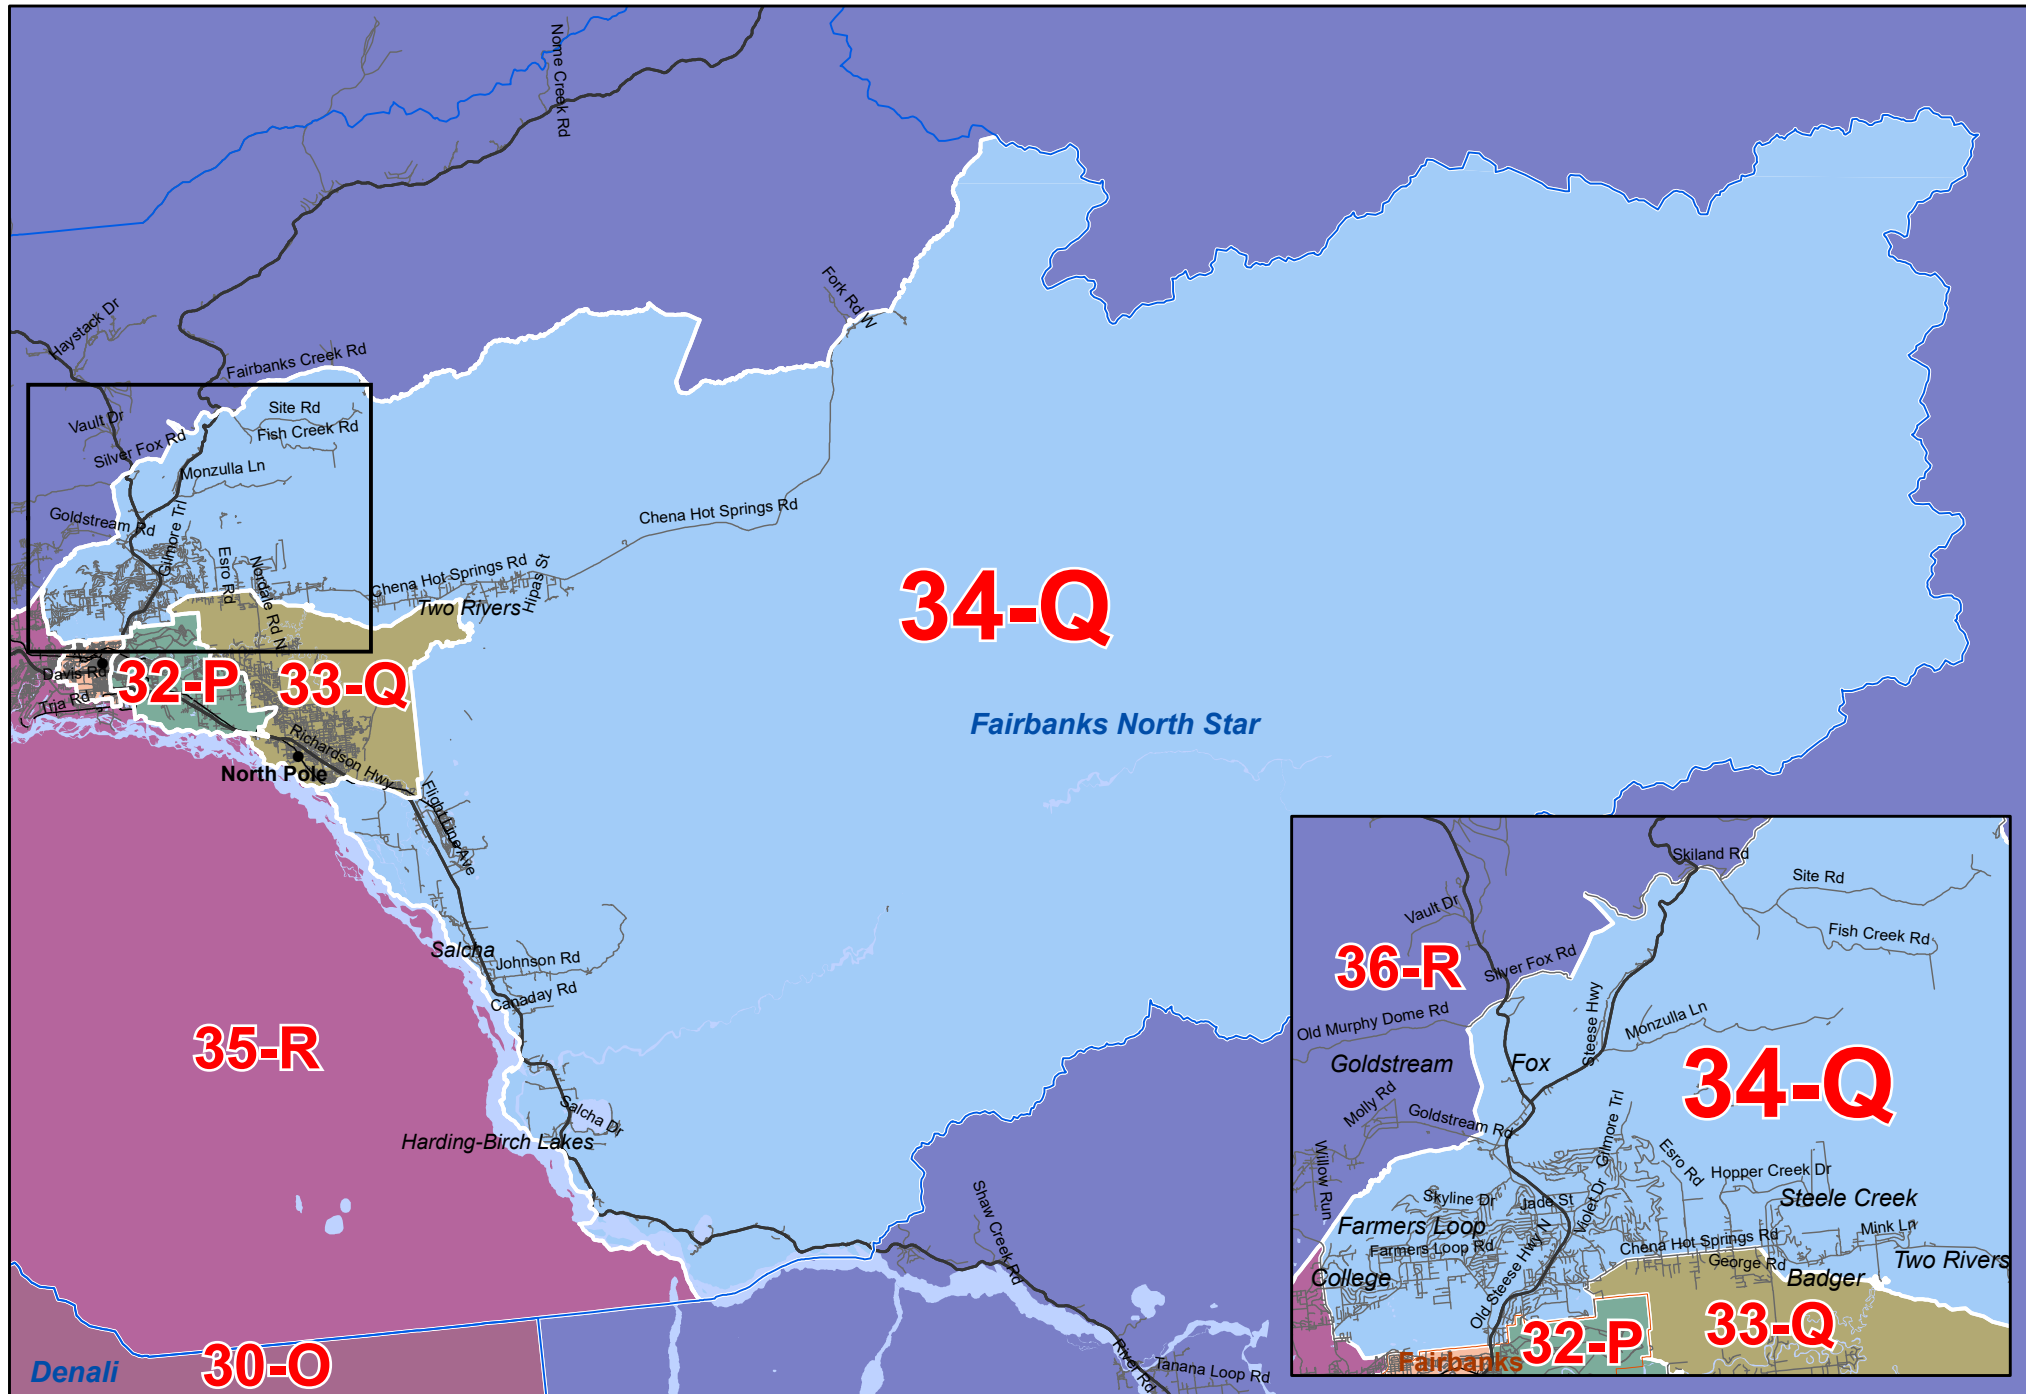 Nome Creek Rd
Haystack Dr
Fork Rd W
Fairbanks Creek Rd
Site Rd
Vault Dr
Fish Creek Rd
Silver Fox Rd
Monzulla Ln
Goldstream Rd
Gilmore Trl
Chena Hot Springs Rd
Esro Rd
Nordale Rd N
Chena Hot Springs Rd
Hipas St
Two Rivers
34-Q
Davis Rd
32-P
33-Q
Tria Rd
Fairbanks North Star
Richardson Hwy
North Pole
Flight Line Ave
Salcha
Johnson Rd
Canaday Rd
35-R
Salcha Dr
Harding-Birch Lakes
Shaw Creek Rd
River Rd
Tanana Loop Rd
Denali
30-O
Skiland Rd
Site Rd
Vault Dr
Fish Creek Rd
36-R
Silver Fox Rd
Steese Hwy
Old Murphy Dome Rd
Monzulla Ln
Goldstream
Fox
34-Q
Molly Rd
Goldstream Rd
Gilmore Trl
Willow Run
Esro Rd
Hopper Creek Dr
Skyline Dr
Jade St
Violet Dr
Steele Creek
Farmers Loop
Mink Ln
Farmers Loop Rd
Chena Hot Springs Rd
Old Steese Hwy N
George Rd
Two Rivers
College
Badger
33-Q
32-P
Fairbanks